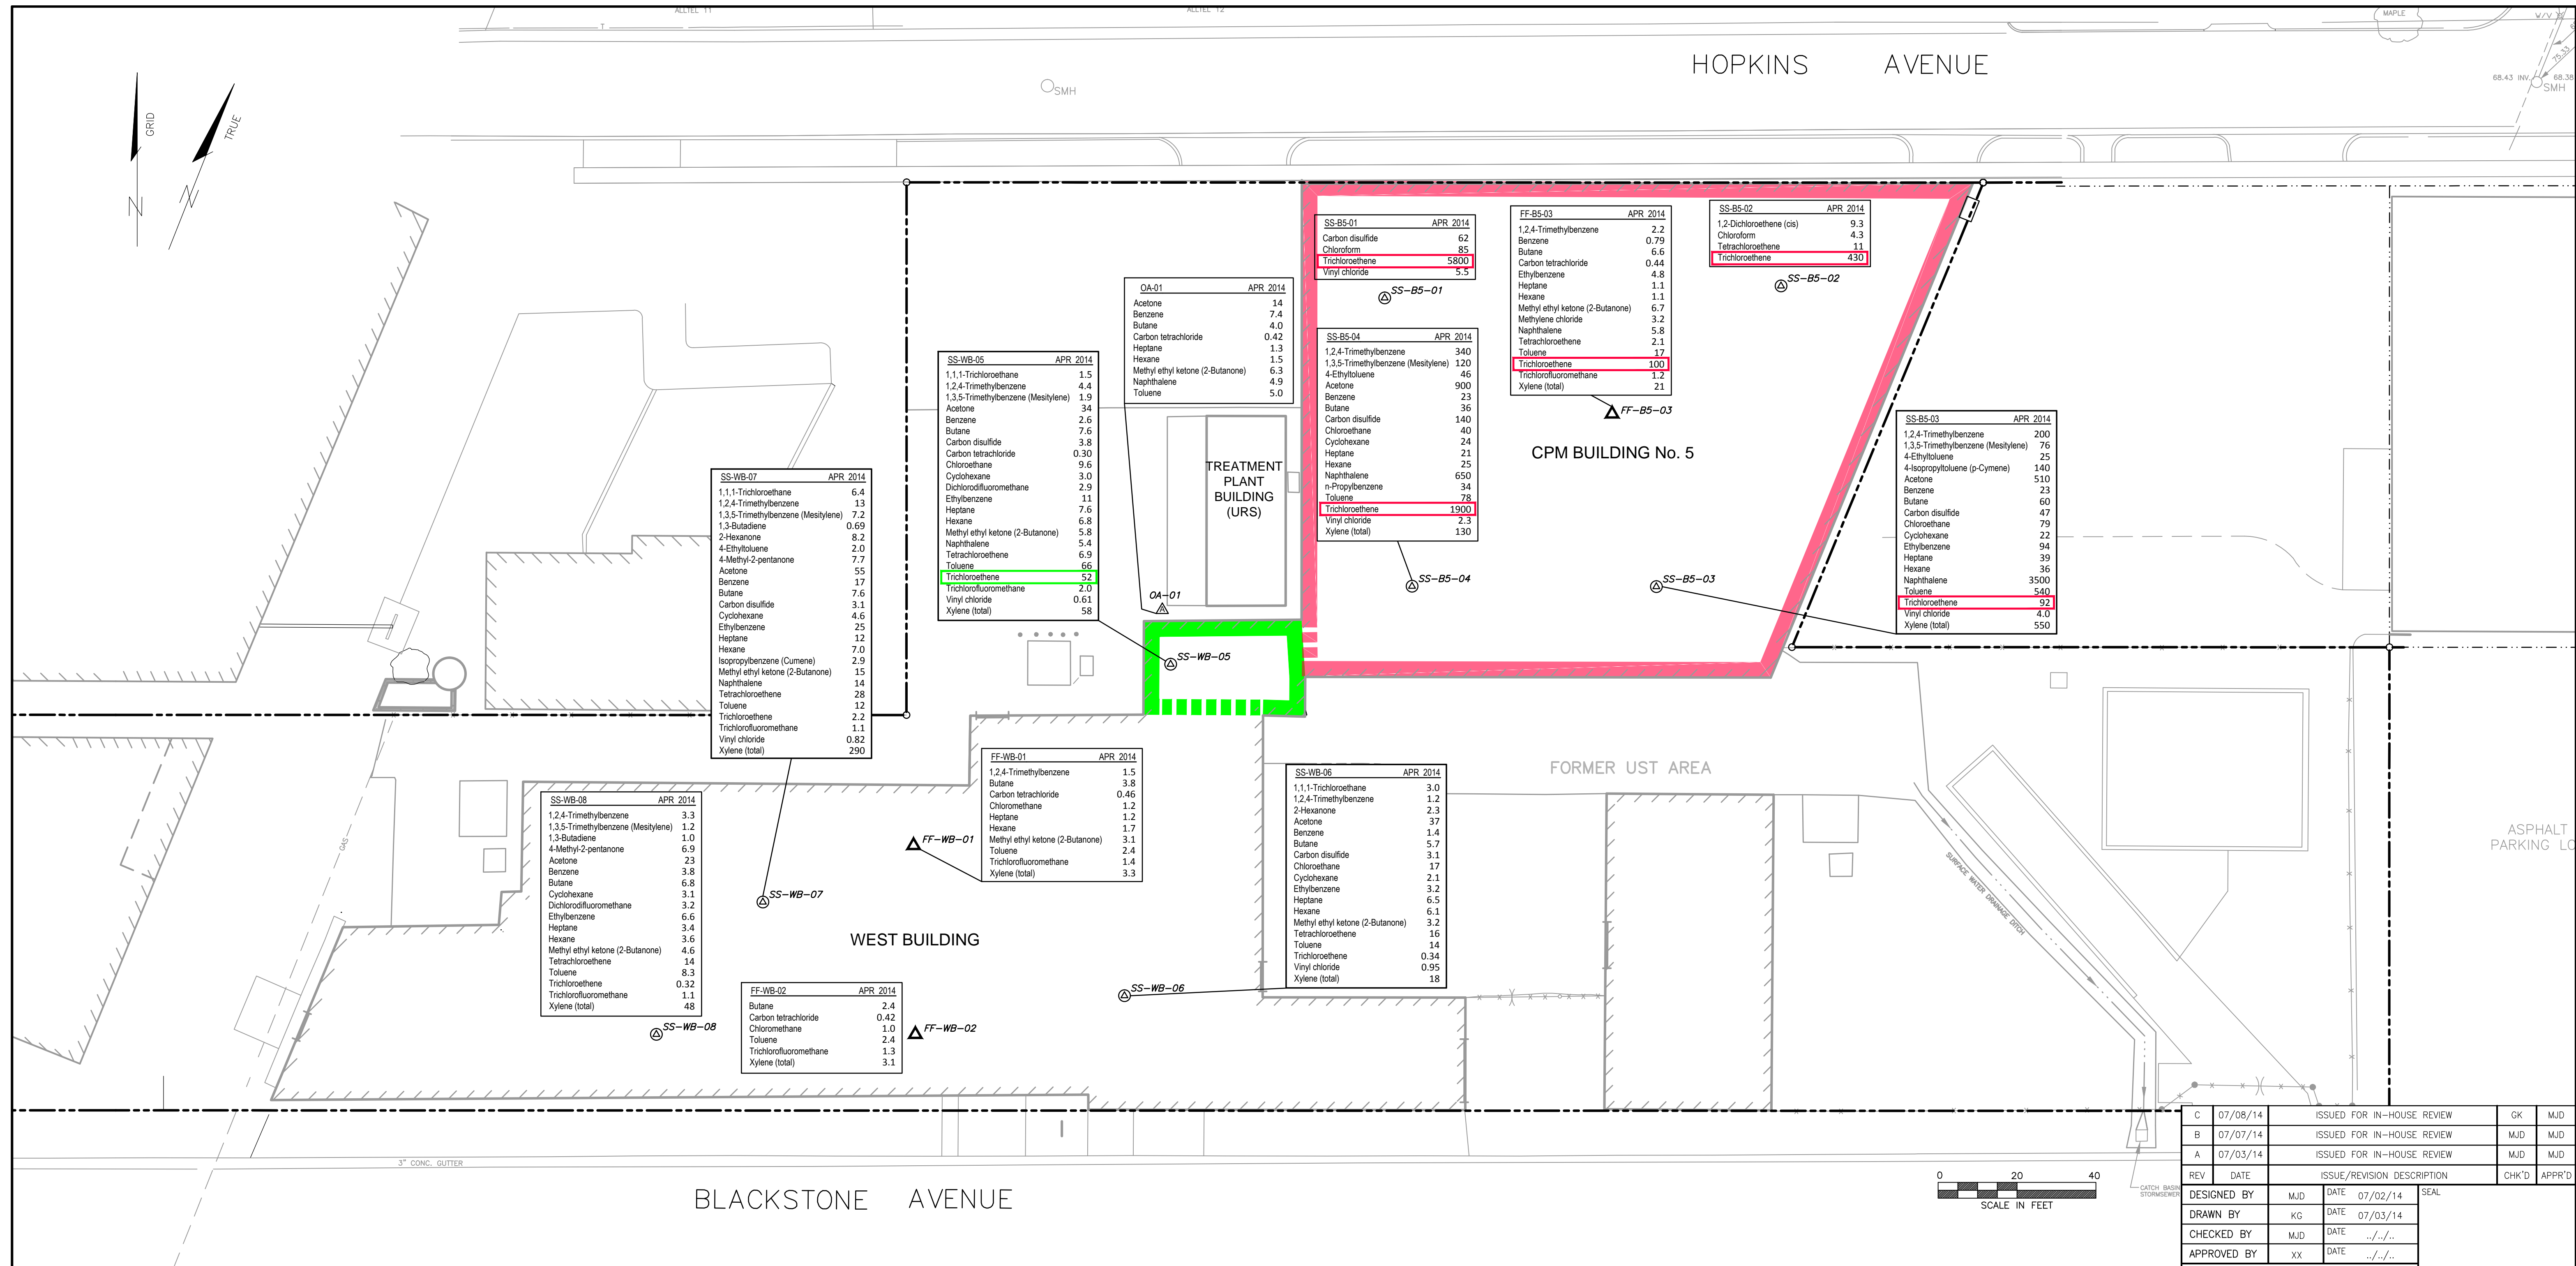 ALLTEL T1
ALLTEL T2
MAPLE
W/V
T
HOPKINS AVENUE
SMH
75.33
68.43 INV.
68.38
SMH
GRID
TRUE
N
N
SS-B5-01 APR 2014
Carbon disulfide 62
Chloroform 85
Trichloroethene 5800
Vinyl chloride 5.5
SS-B5-01
FF-B5-03 APR 2014
1,2,4-Trimethylbenzene 2.2
Benzene 0.79
Butane 6.6
Carbon tetrachloride 0.44
Ethylbenzene 4.8
Heptane 1.1
Hexane 1.1
Methyl ethyl ketone (2-Butanone) 6.7
Methylene chloride 3.2
Naphthalene 5.8
Tetrachloroethene 2.1
Toluene 17
Trichloroethene 100
Trichlorofluoromethane 1.2
Xylene (total) 21
FF-B5-03
SS-B5-02 APR 2014
1,2-Dichloroethene (cis) 9.3
Chloroform 4.3
Tetrachloroethene 11
Trichloroethene 430
SS-B5-02
OA-01 APR 2014
Acetone 14
Benzene 7.4
Butane 4.0
Carbon tetrachloride 0.42
Heptane 1.3
Hexane 1.5
Methyl ethyl ketone (2-Butanone) 6.3
Naphthalene 4.9
Toluene 5.0
SS-B5-04 APR 2014
1,2,4-Trimethylbenzene 340
1,3,5-Trimethylbenzene (Mesitylene) 120
4-Ethyltoluene 46
Acetone 900
Benzene 23
Butane 36
Carbon disulfide 140
Chloroethane 40
Cyclohexane 24
Heptane 21
Hexane 25
Naphthalene 650
n-Propylbenzene 34
Toluene 78
Trichloroethene 1900
Vinyl chloride 2.3
Xylene (total) 130
SS-B5-04
SS-WB-05 APR 2014
1,1,1-Trichloroethane 1.5
1,2,4-Trimethylbenzene 4.4
1,3,5-Trimethylbenzene (Mesitylene) 1.9
Acetone 34
Benzene 2.6
Butane 7.6
Carbon disulfide 3.8
Carbon tetrachloride 0.30
Chloroethane 9.6
Cyclohexane 3.0
Dichlorodifluoromethane 2.9
Ethylbenzene 11
Heptane 7.6
Hexane 6.8
Methyl ethyl ketone (2-Butanone) 5.8
Naphthalene 5.4
Tetrachloroethene 6.9
Toluene 66
Trichloroethene 52
Trichlorofluoromethane 2.0
Vinyl chloride 0.61
Xylene (total) 58
SS-B5-03 APR 2014
1,2,4-Trimethylbenzene 200
1,3,5-Trimethylbenzene (Mesitylene) 76
4-Ethyltoluene 25
4-Isopropyltoluene (p-Cymene) 140
Acetone 510
Benzene 23
Butane 60
Carbon disulfide 47
Chloroethane 79
Cyclohexane 22
Ethylbenzene 94
Heptane 39
Hexane 36
Naphthalene 3500
Toluene 540
Trichloroethene 92
Vinyl chloride 4.0
Xylene (total) 550
SS-B5-03
CPM BUILDING No. 5
TREATMENT
PLANT
BUILDING
(URS)
OA-01
SS-WB-05
SS-WB-07 APR 2014
1,1,1-Trichloroethane 6.4
1,2,4-Trimethylbenzene 13
1,3,5-Trimethylbenzene (Mesitylene) 7.2
1,3-Butadiene 0.69
2-Hexanone 8.2
4-Ethyltoluene 2.0
4-Methyl-2-pentanone 7.7
Acetone 55
Benzene 17
Butane 7.6
Carbon disulfide 3.1
Cyclohexane 4.6
Ethylbenzene 25
Heptane 12
Hexane 7.0
Isopropylbenzene (Cumene) 2.9
Methyl ethyl ketone (2-Butanone) 15
Naphthalene 14
Tetrachloroethene 28
Toluene 12
Trichloroethene 2.2
Trichlorofluoromethane 1.1
Vinyl chloride 0.82
Xylene (total) 290
SS-WB-07
FF-WB-01 APR 2014
1,2,4-Trimethylbenzene 1.5
Butane 3.8
Carbon tetrachloride 0.46
Chloromethane 1.2
Heptane 1.2
Hexane 1.7
Methyl ethyl ketone (2-Butanone) 3.1
Toluene 2.4
Trichlorofluoromethane 1.4
Xylene (total) 3.3
FF-WB-01
SS-WB-06 APR 2014
1,1,1-Trichloroethane 3.0
1,2,4-Trimethylbenzene 1.2
2-Hexanone 2.3
Acetone 37
Benzene 1.4
Butane 5.7
Carbon disulfide 3.1
Chloroethane 17
Cyclohexane 2.1
Ethylbenzene 3.2
Heptane 6.5
Hexane 6.1
Methyl ethyl ketone (2-Butanone) 3.2
Tetrachloroethene 16
Toluene 14
Trichloroethene 0.34
Vinyl chloride 0.95
Xylene (total) 18
SS-WB-06
FORMER UST AREA
SS-WB-08 APR 2014
1,2,4-Trimethylbenzene 3.3
1,3,5-Trimethylbenzene (Mesitylene) 1.2
1,3-Butadiene 1.0
4-Methyl-2-pentanone 6.9
Acetone 23
Benzene 3.8
Butane 6.8
Cyclohexane 3.1
Dichlorodifluoromethane 3.2
Ethylbenzene 6.6
Heptane 3.4
Hexane 3.6
Methyl ethyl ketone (2-Butanone) 4.6
Tetrachloroethene 14
Toluene 8.3
Trichloroethene 0.32
Trichlorofluoromethane 1.1
Xylene (total) 48
SS-WB-08
WEST BUILDING
FF-WB-02 APR 2014
Butane 2.4
Carbon tetrachloride 0.42
Chloromethane 1.0
Toluene 2.4
Trichlorofluoromethane 1.3
Xylene (total) 3.1
FF-WB-02
GAS
SURFACE WATER DRAINAGE DITCH
ASPHALT
PARKING LO
3" CONC. GUTTER
BLACKSTONE AVENUE
0 20 40
SCALE IN FEET
CATCH BASIN
STORMSEWER
C 07/08/14 ISSUED FOR IN-HOUSE REVIEW GK MJD
B 07/07/14 ISSUED FOR IN-HOUSE REVIEW MJD MJD
A 07/03/14 ISSUED FOR IN-HOUSE REVIEW MJD MJD
REV DATE ISSUE/REVISION DESCRIPTION CHK'D APPR'D
DESIGNED BY MJD DATE 07/02/14 SEAL
DRAWN BY KG DATE 07/03/14
CHECKED BY MJD DATE ../../..
APPROVED BY XX DATE ../../..